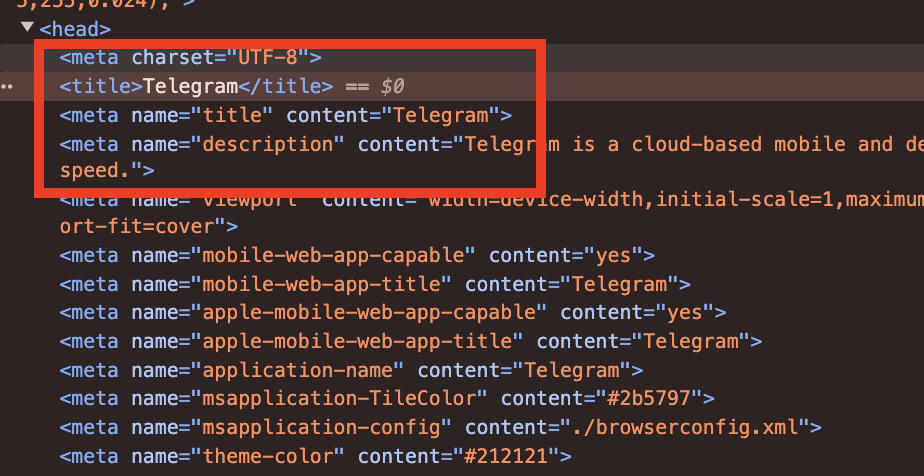 5,255,0.024);">
▼<head>
<meta charset="UTF-8">
<title>Telegram</title> == $0
<meta name="title" content="Telegram">
<meta name="description" content="Telegram is a cloud-based mobile and de
speed.">
<meta name="viewport" content="width=device-width,initial-scale=1,maximum
ort-fit=cover">
<meta name="mobile-web-app-capable" content="yes">
<meta name="mobile-web-app-title" content="Telegram">
<meta name="apple-mobile-web-app-capable" content="yes">
<meta name="apple-mobile-web-app-title" content="Telegram">
<meta name="application-name" content="Telegram">
<meta name="msapplication-TileColor" content="#2b5797">
<meta name="msapplication-config" content="./browserconfig.xml">
<meta name="theme-color" content="#212121">